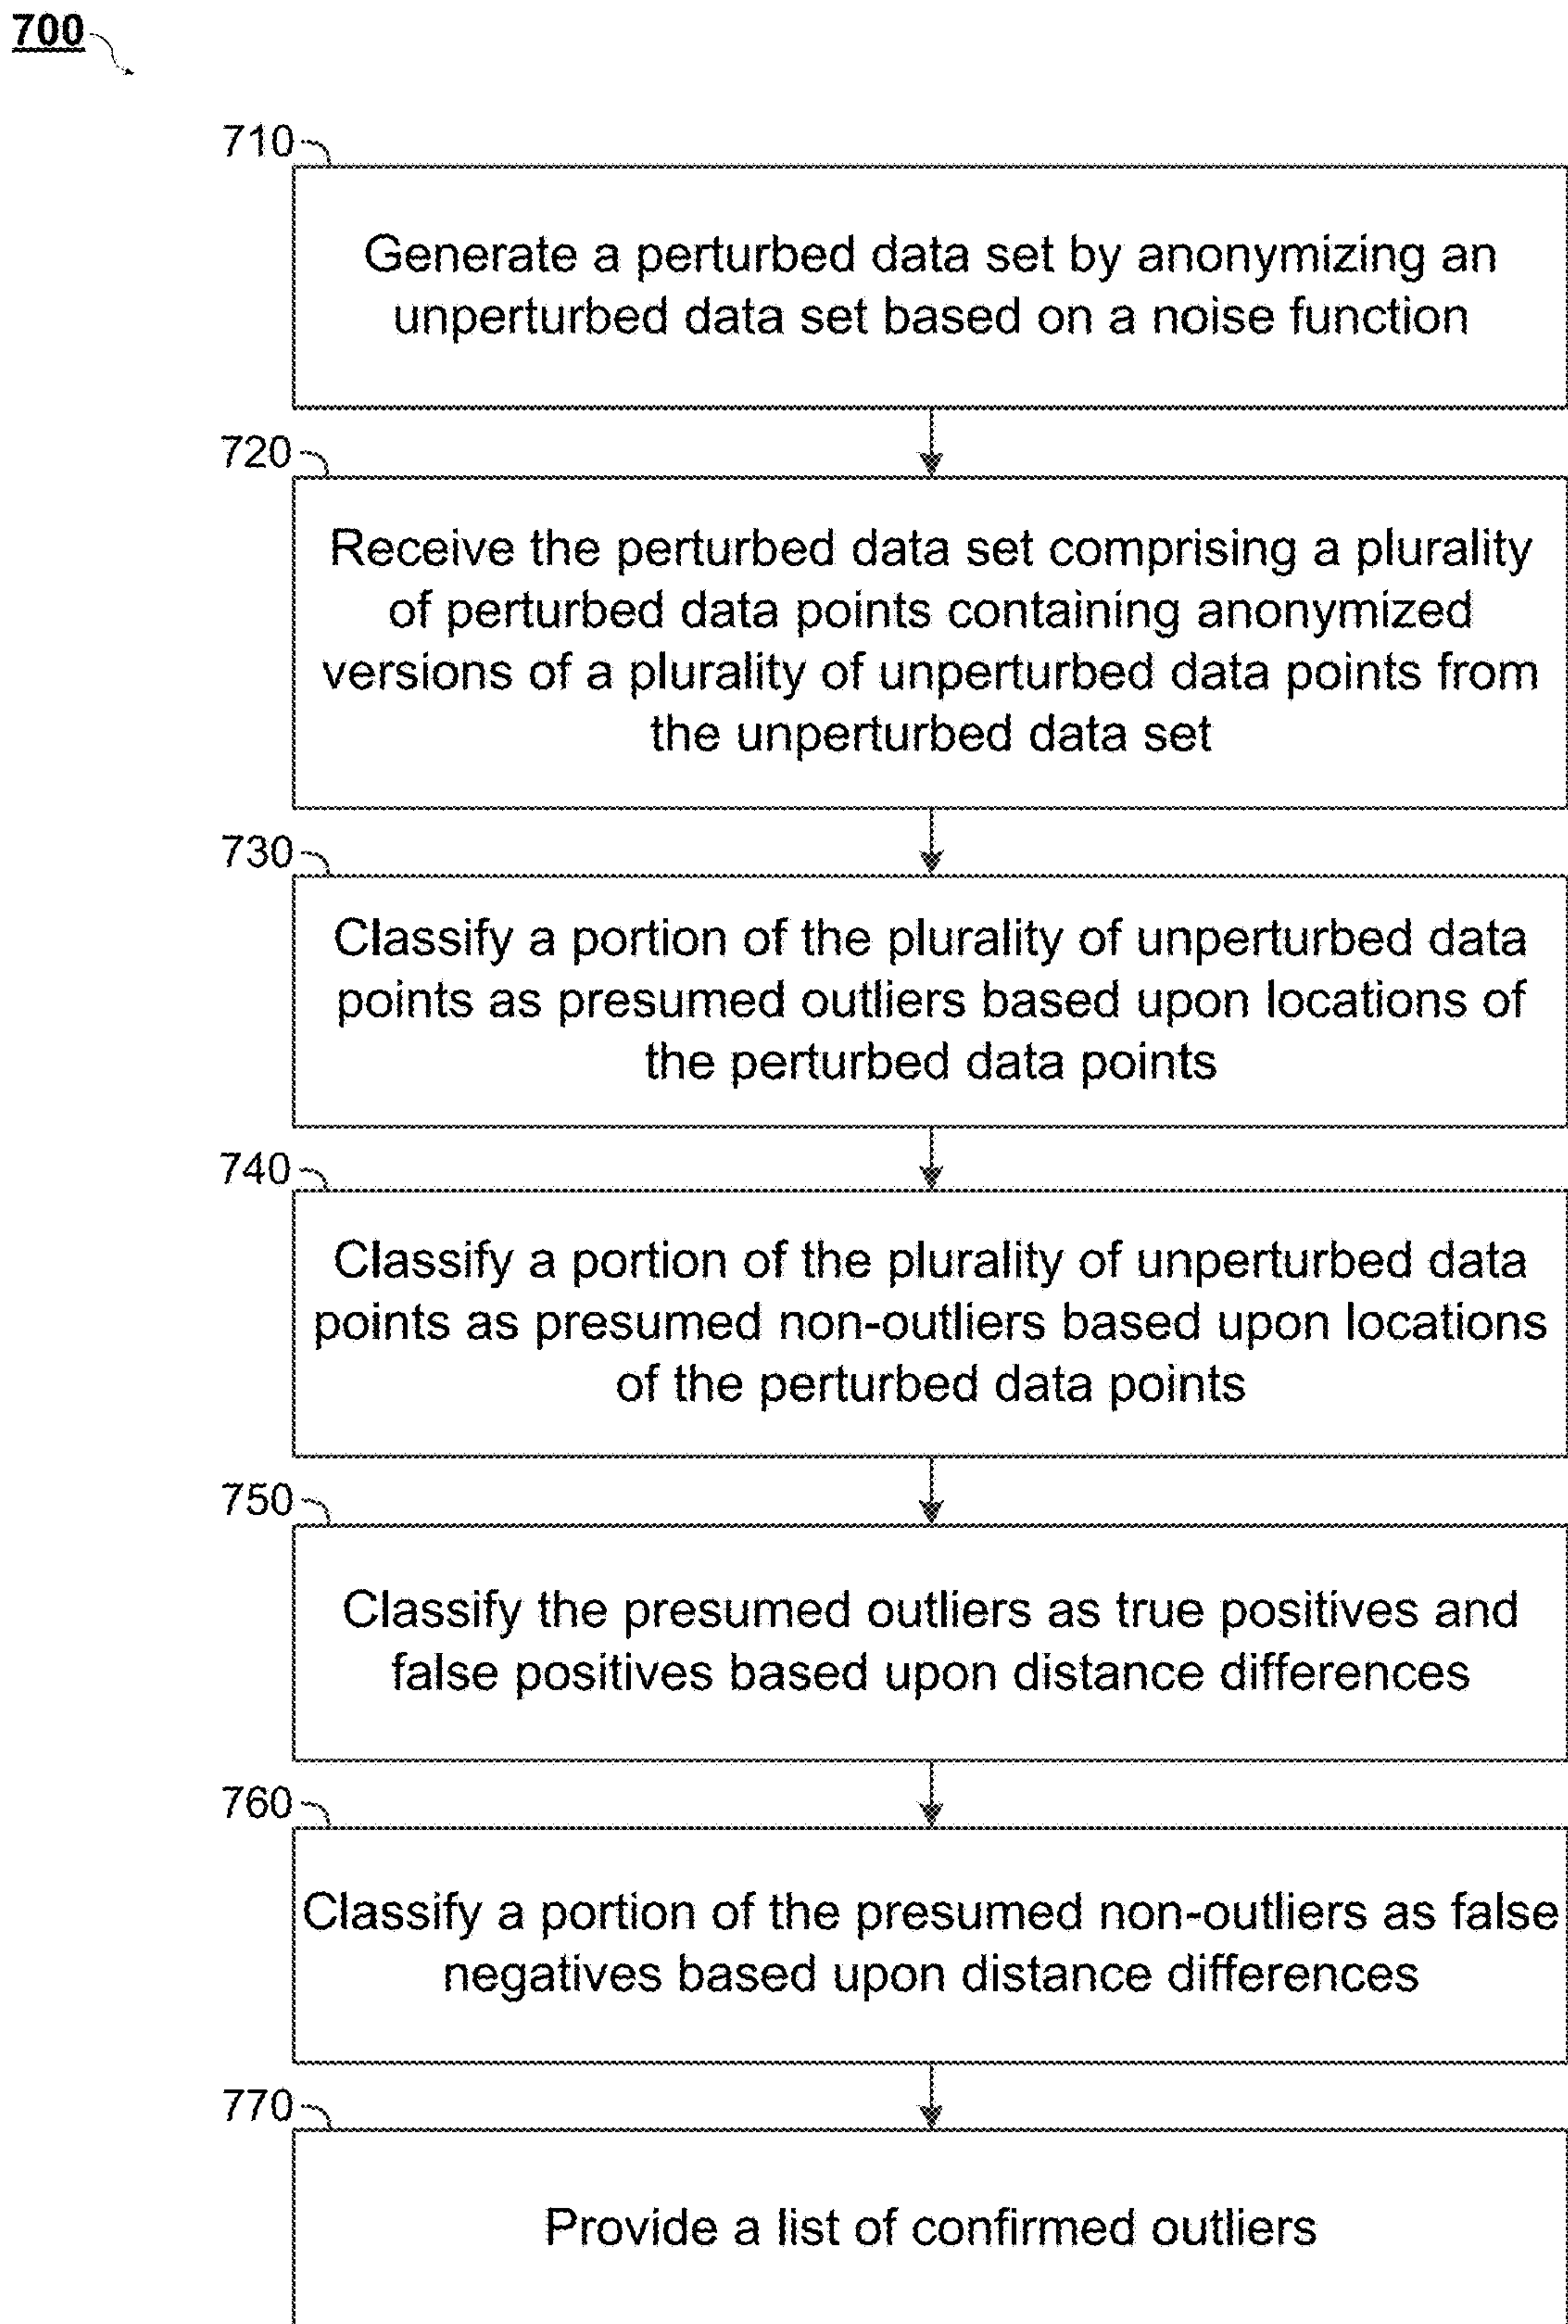 700
710
Generate a perturbed data set by anonymizing an
unperturbed data set based on a noise function
720
Receive the perturbed data set comprising a plurality
of perturbed data points containing anonymized
versions of a plurality of unperturbed data points from
the unperturbed data set
730
Classify a portion of the plurality of unperturbed data
points as presumed outliers based upon locations of
the perturbed data points
740
Classify a portion of the plurality of unperturbed data
points as presumed non-outliers based upon locations
of the perturbed data points
750
Classify the presumed outliers as true positives and
false positives based upon distance differences
760
Classify a portion of the presumed non-outliers as false
negatives based upon distance differences
770
Provide a list of confirmed outliers